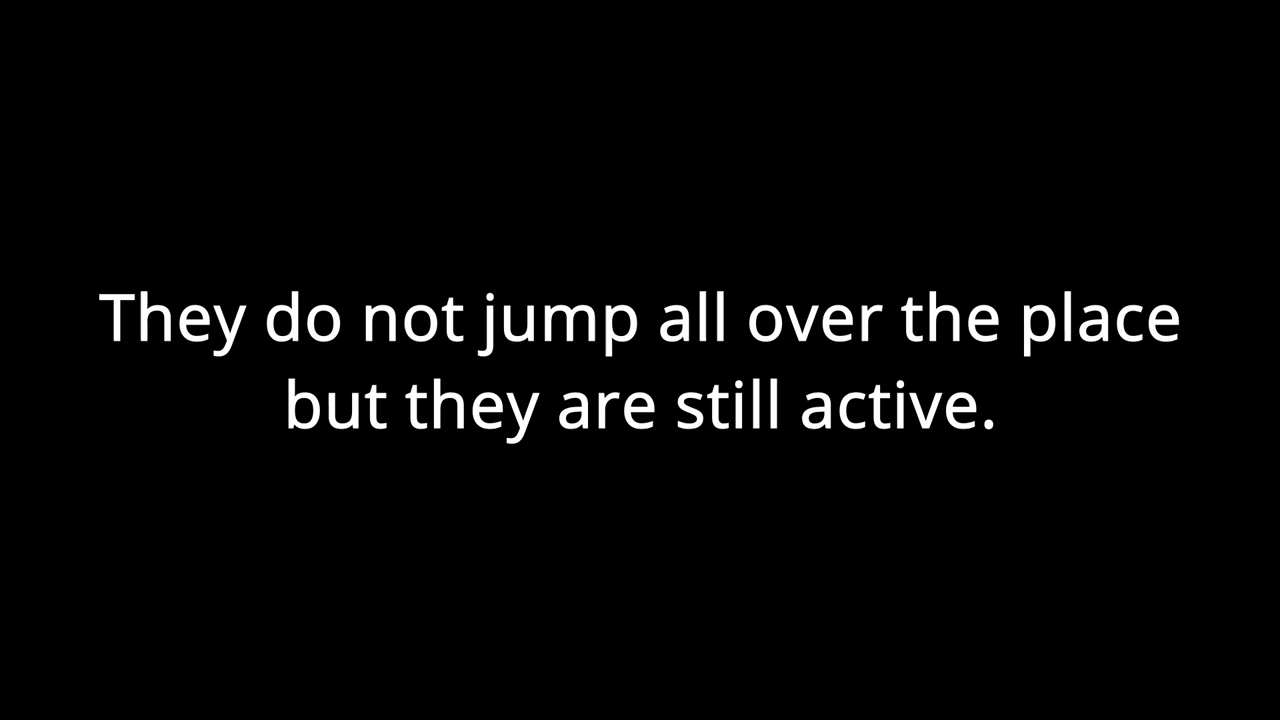 They do not jump all over the place
but they are still active.